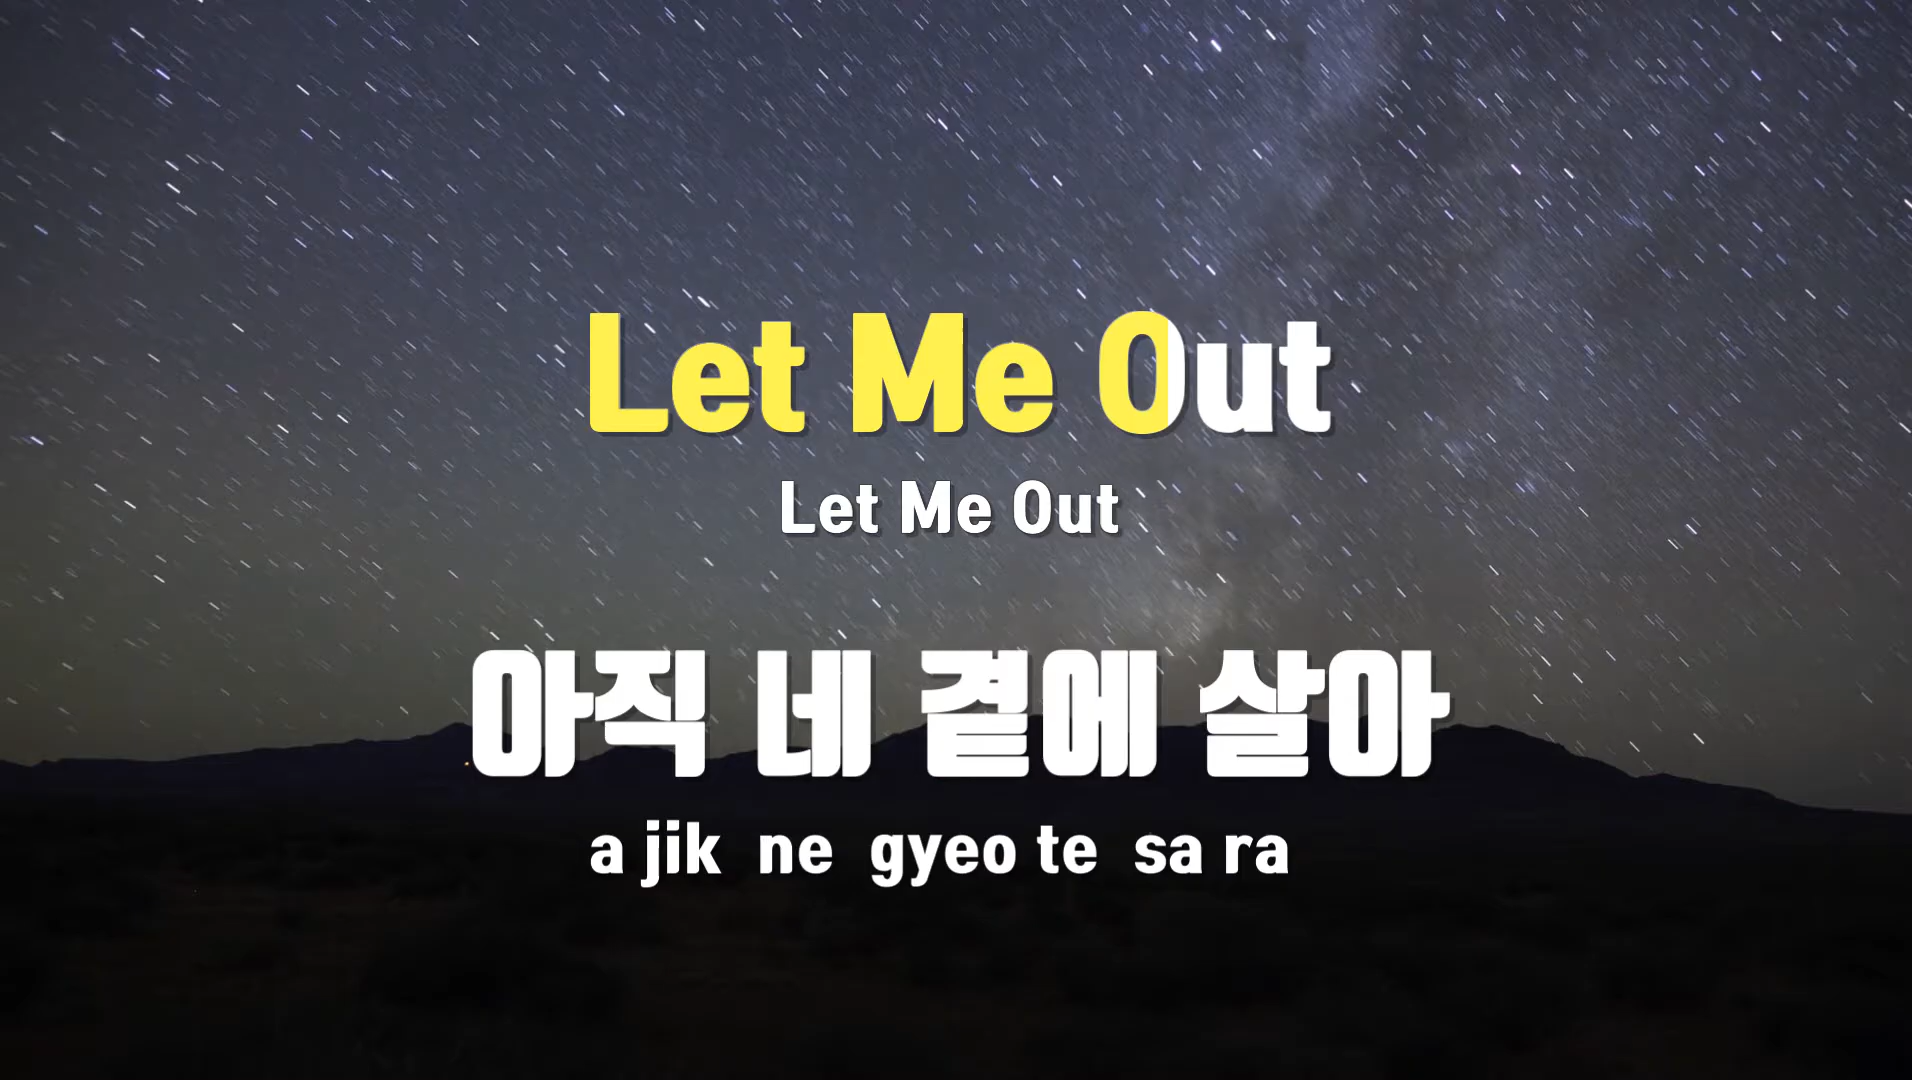 Let Me Out
Let Me Out
아직 네 곁에 살아
a jik ne gyeo te sa ra